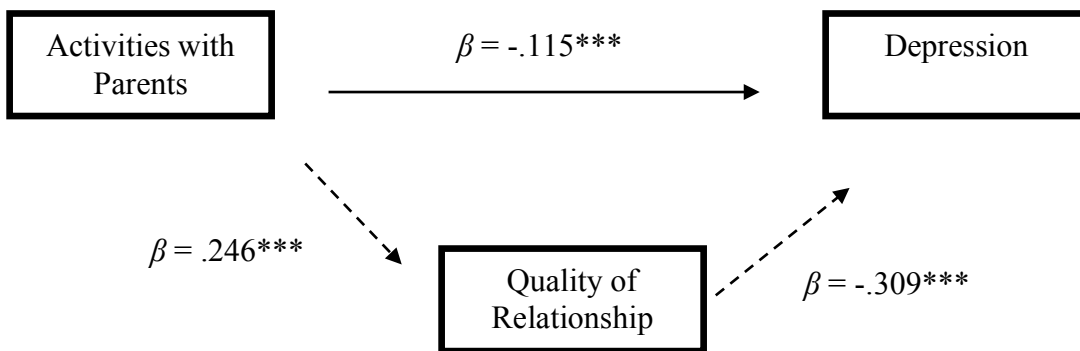 Activities with
Parents
β = -.115***
Depression
β = .246***
Quality of
Relationship
β = -.309***